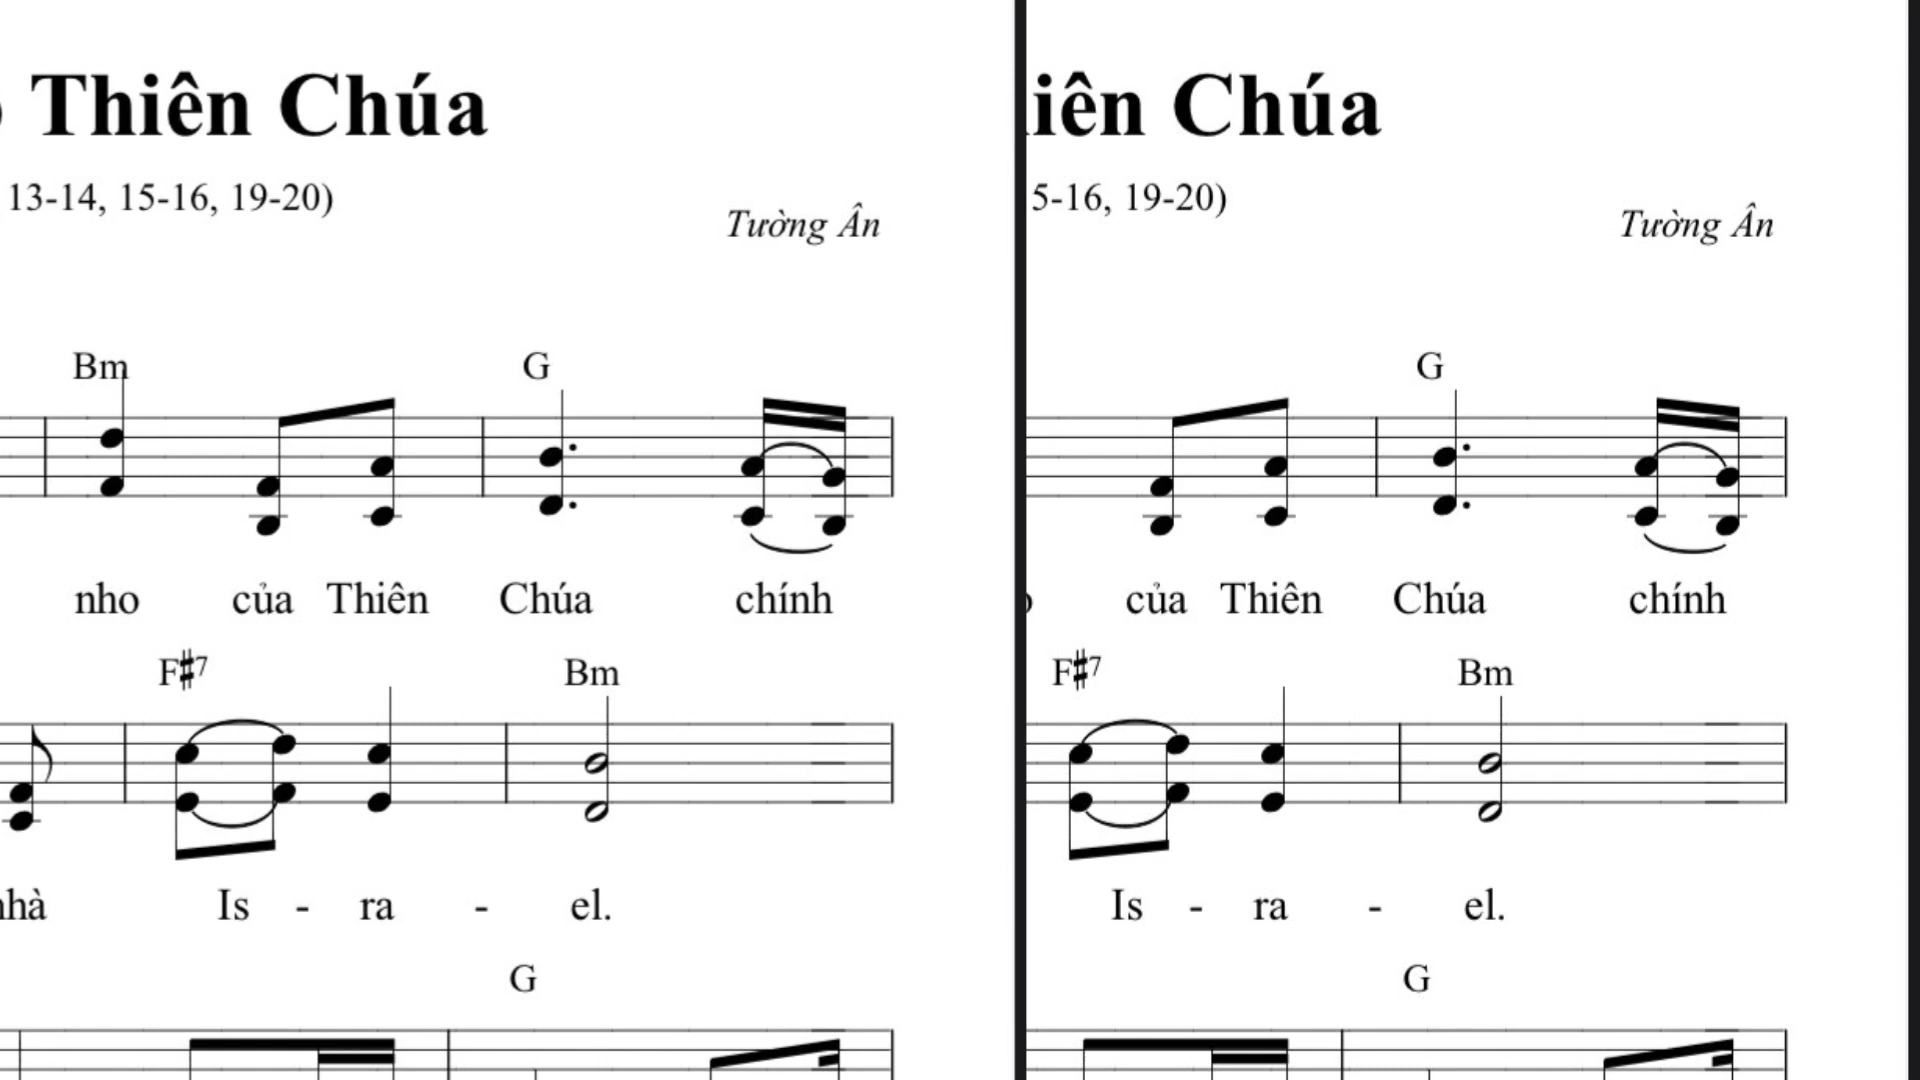 Thiên Chúa
13-14, 15-16, 19-20)
Tường Ân
Bm G
nho của Thiên Chúa chính
F#7 Bm
nhà Is - ra - el.
G
iên Chúa
5-16, 19-20)
Tường Ân
G
của Thiên Chúa chính
F#7 Bm
Is - ra - el.
G